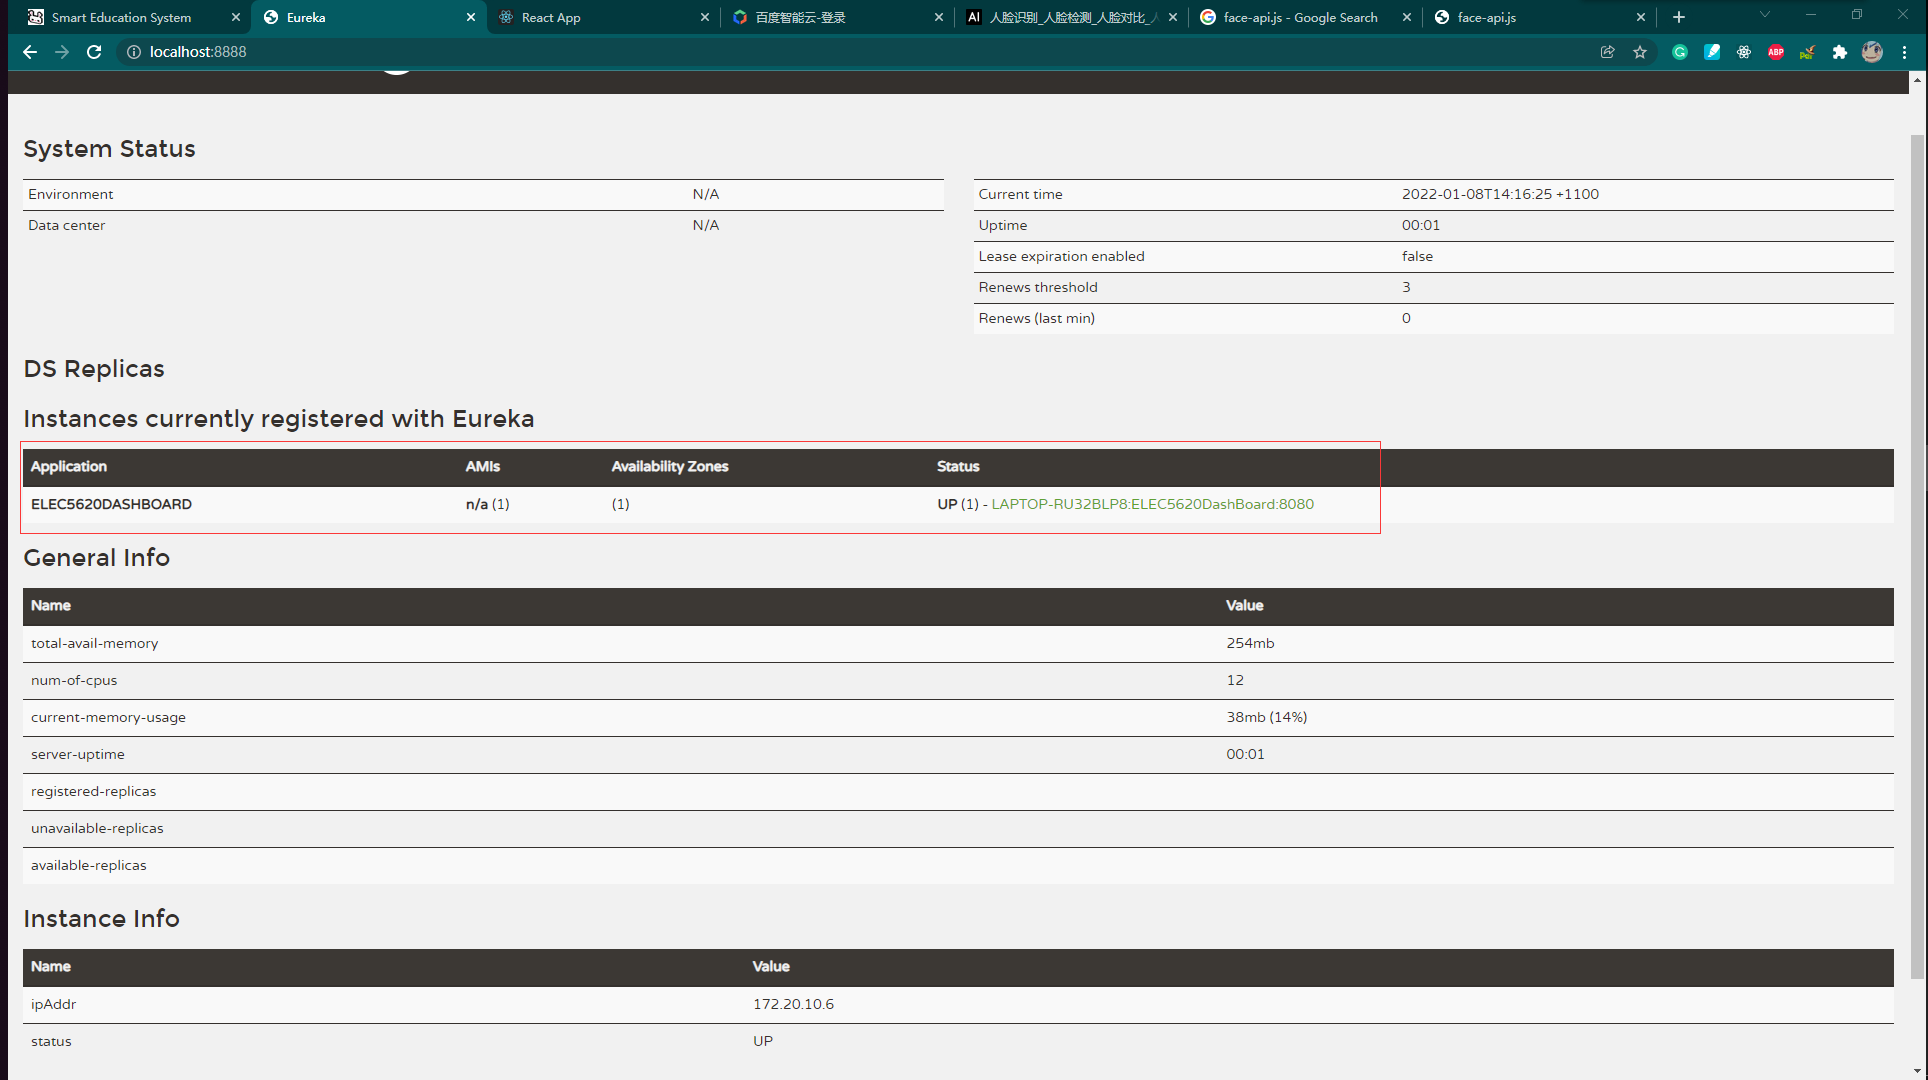 Smart Education System
Eureka
React App
百度智能云-登录
人脸识别_人脸检测_人脸对比_
face-api.js - Google Search
face-api.js
localhost:8888
System Status
Environment N/A
Data center N/A
Current time 2022-01-08T14:16:25 +1100
Uptime 00:01
Lease expiration enabled false
Renews threshold 3
Renews (last min) 0
DS Replicas
Instances currently registered with Eureka
Application AMIs Availability Zones Status
ELEC5620DASHBOARD n/a (1) (1) UP (1) - LAPTOP-RU32BLP8:ELEC5620DashBoard:8080
General Info
Name Value
total-avail-memory 254mb
num-of-cpus 12
current-memory-usage 38mb (14%)
server-uptime 00:01
registered-replicas
unavailable-replicas
available-replicas
Instance Info
Name Value
ipAddr 172.20.10.6
status UP